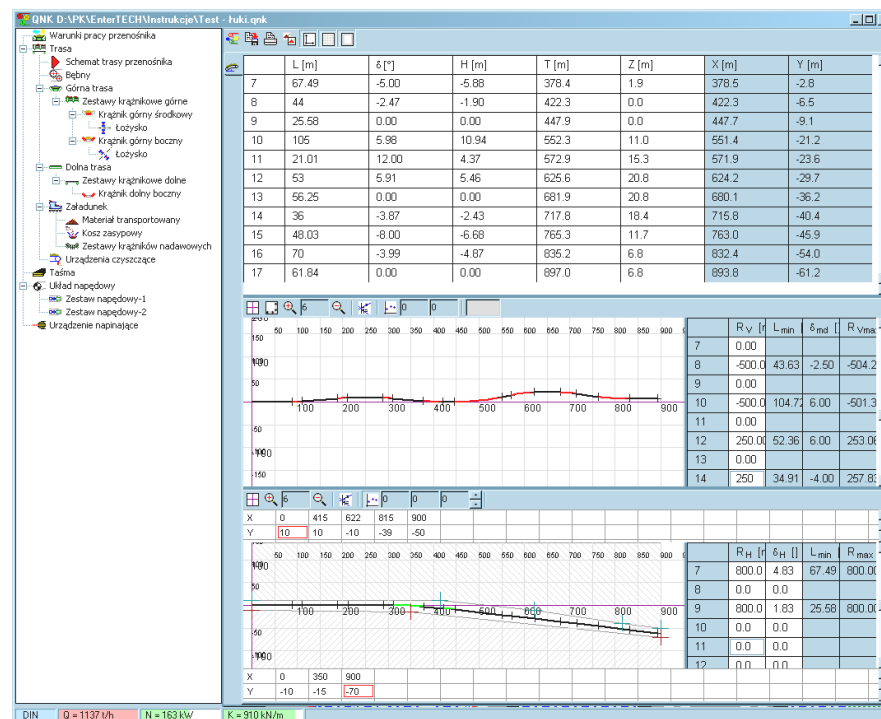 QNK D:\PK\EnterTECH\Instrukcje\Test - łuki.qnk
Warunki pracy przenośnika
Trasa
Schemat trasy przenośnika
Bębny
Górna trasa
Zestawy krążnikowe górne
Krążnik górny środkowy
Łożysko
Krążnik górny boczny
Łożysko
Dolna trasa
Zestawy krążnikowe dolne
Krążnik dolny boczny
Załadunek
Materiał transportowany
Kosz zasypowy
Zestawy krążników nadawowych
Urządzenia czyszczące
Taśma
Układ napędowy
Zestaw napędowy-1
Zestaw napędowy-2
Urządzenie napinające
L [m] δ [°] H [m] T [m] Z [m] X [m] Y [m]
7 67.49 -5.00 -5.88 378.4 1.9 378.5 -2.8
8 44 -2.47 -1.90 422.3 0.0 422.3 -6.5
9 25.58 0.00 0.00 447.9 0.0 447.7 -9.1
10 105 5.98 10.94 552.3 11.0 551.4 -21.2
11 21.01 12.00 4.37 572.9 15.3 571.9 -23.6
12 53 5.91 5.46 625.6 20.8 624.2 -29.7
13 56.25 0.00 0.00 681.9 20.8 680.1 -36.2
14 36 -3.87 -2.43 717.8 18.4 715.8 -40.4
15 48.03 -8.00 -6.68 765.3 11.7 763.0 -45.9
16 70 -3.99 -4.87 835.2 6.8 832.4 -54.0
17 61.84 0.00 0.00 897.0 6.8 893.8 -61.2
6 0 0
50 100 150 200 250 300 350 400 450 500 550 600 650 700 750 800 850 900
150
100
50
100 200 300 400 500 600 700 800 900
-50
-100
-150
R V [r L min [ δ md [] R Vma
7 0.00
8 -500.0 43.63 -2.50 -504.2
9 0.00
10 -500.0 104.72 6.00 -501.3
11 0.00
12 250.00 52.36 6.00 253.06
13 0.00
14 250 34.91 -4.00 257.83
6 0 0 0
X 0 415 622 815 900
Y 10 10 -10 -39 -50
50 100 150 200 250 300 350 400 450 500 550 600 650 700 750 800 850 900
100
50
100 200 300 400 500 600 700 800 900
-50
-100
R H [r δ H [] L min [ R max
7 800.0 4.83 67.49 800.00
8 0.0 0.0
9 800.0 1.83 25.58 800.00
10 0.0 0.0
11 0.0 0.0
12 0.0 0.0
X 0 350 900
Y -10 -15 -70
DIN Q = 1137 t/h N = 163 kW K = 910 kN/m